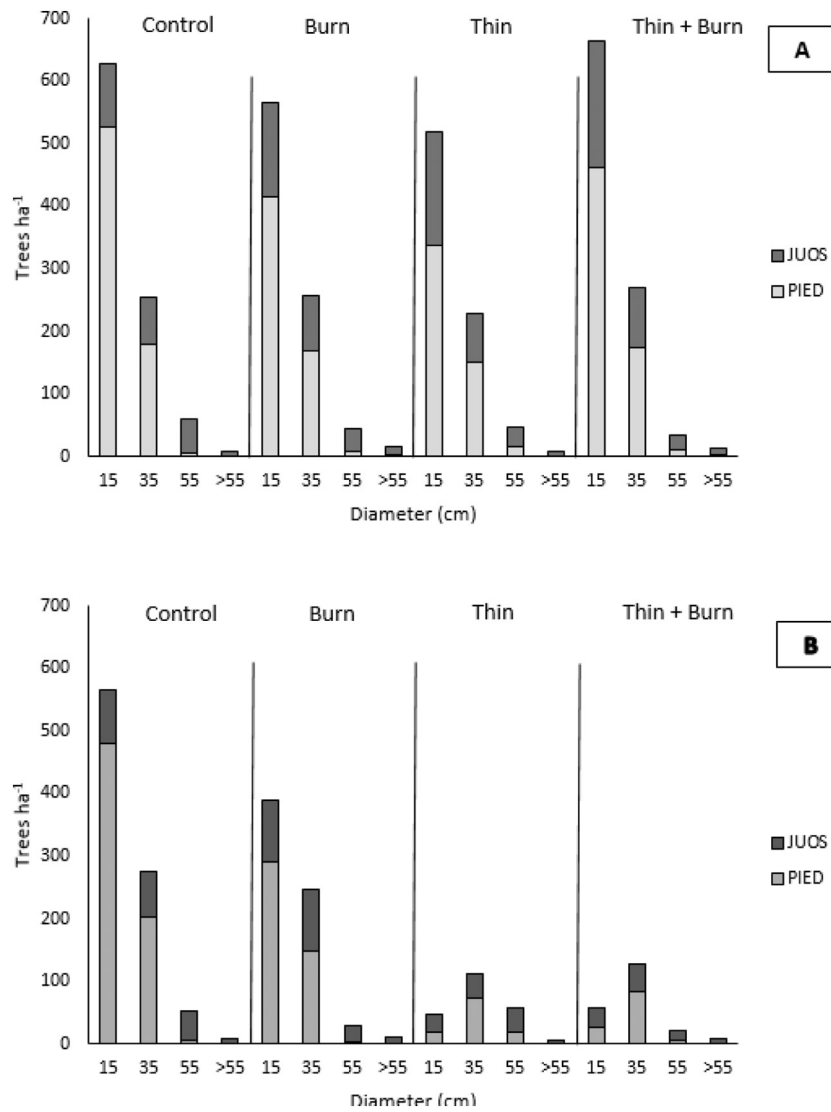 700
Control Burn Thin Thin + Burn
A
600
500
400
300
200
100
0
Trees ha⁻¹
JUOS
PIED
15 35 55 >55 15 35 55 >55 15 35 55 >55 15 35 55 >55
Diameter (cm)
700
Control Burn Thin Thin + Burn
B
600
500
400
300
200
100
0
Trees ha⁻¹
JUOS
PIED
15 35 55 >55 15 35 55 >55 15 35 55 >55 15 35 55 >55
Diameter (cm)